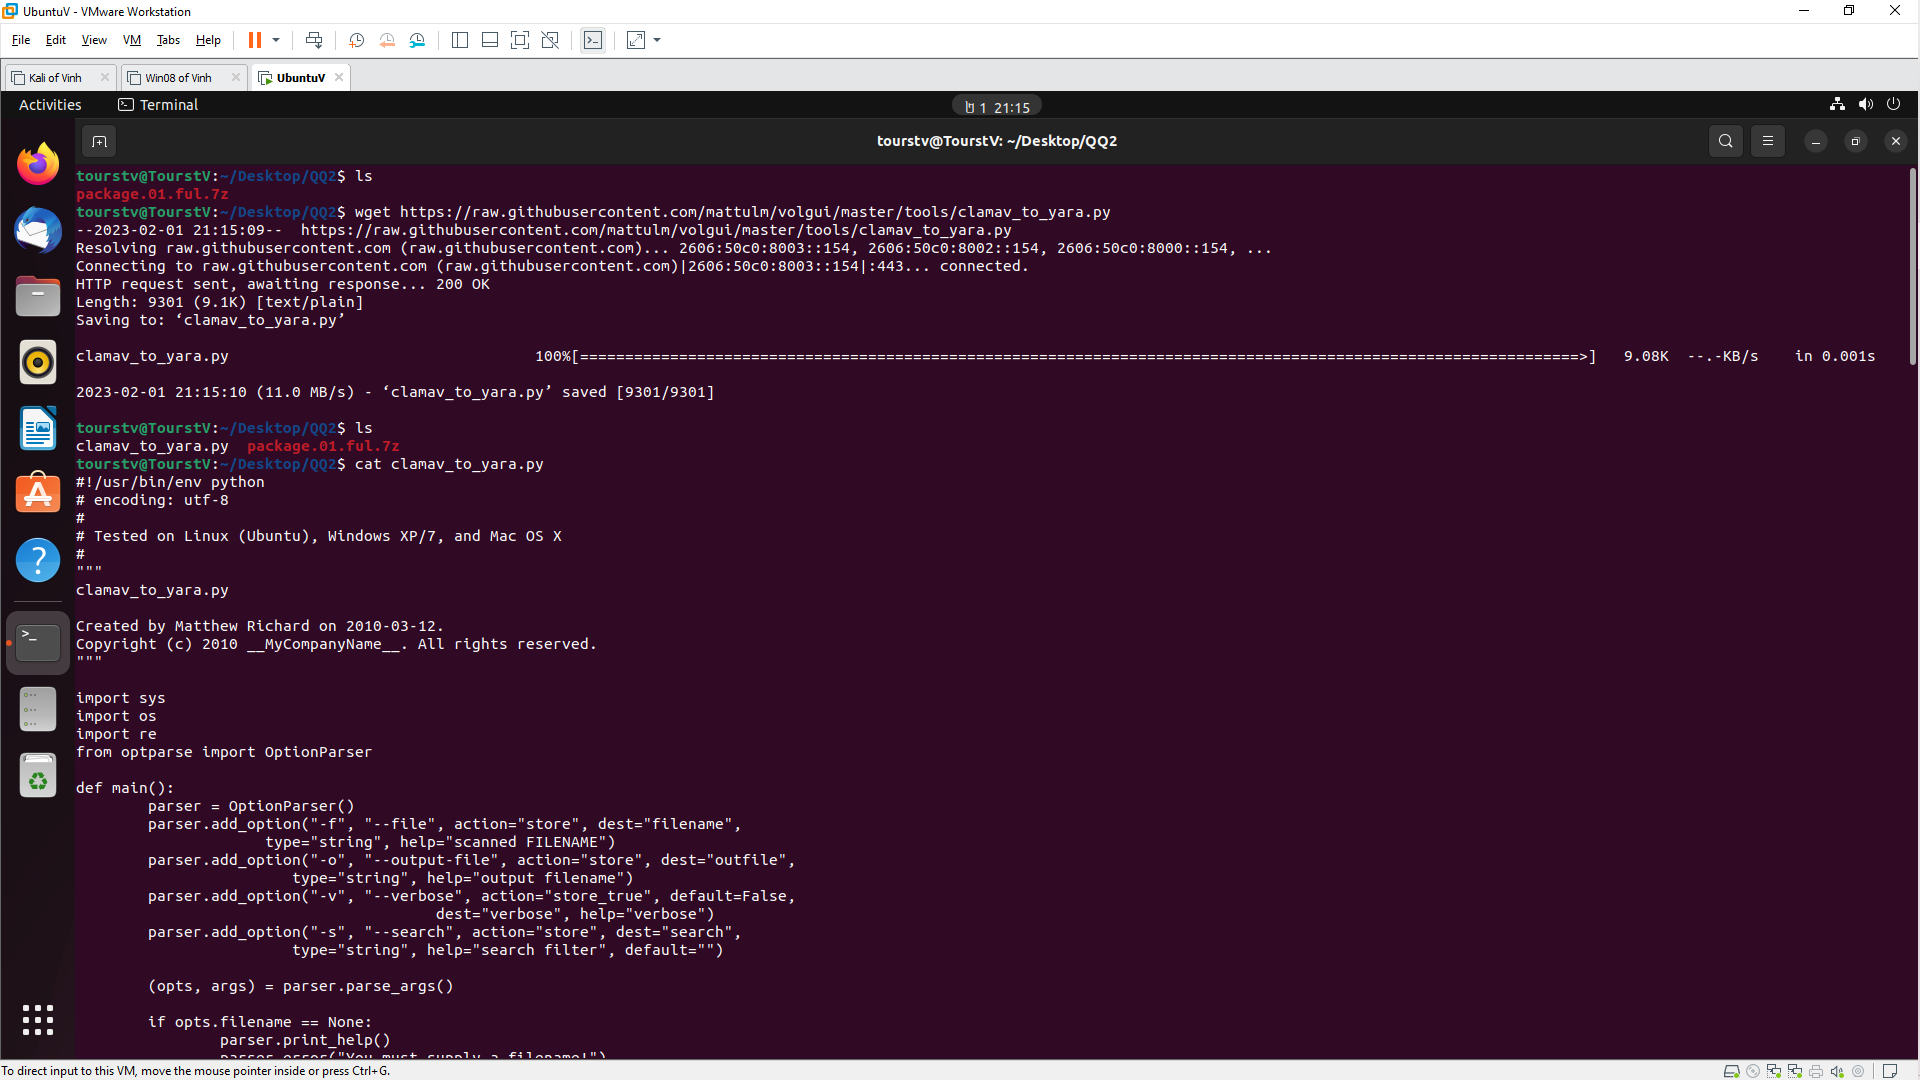 UbuntuV - VMware Workstation
File Edit View VM Tabs Help
Kali of Vinh Win08 of Vinh UbuntuV
Activities Terminal 1 21:15
tourstv@TourstV: ~/Desktop/QQ2
tourstv@TourstV:~/Desktop/QQ2$ ls
package.01.ful.7z
tourstv@TourstV:~/Desktop/QQ2$ wget https://raw.githubusercontent.com/mattulm/volgui/master/tools/clamav_to_yara.py
--2023-02-01 21:15:09--  https://raw.githubusercontent.com/mattulm/volgui/master/tools/clamav_to_yara.py
Resolving raw.githubusercontent.com (raw.githubusercontent.com)... 2606:50c0:8003::154, 2606:50c0:8002::154, 2606:50c0:8000::154, ...
Connecting to raw.githubusercontent.com (raw.githubusercontent.com)|2606:50c0:8003::154|:443... connected.
HTTP request sent, awaiting response... 200 OK
Length: 9301 (9.1K) [text/plain]
Saving to: ‘clamav_to_yara.py’
clamav_to_yara.py 100%[===============================================================================================================>] 9.08K --.-KB/s in 0.001s
2023-02-01 21:15:10 (11.0 MB/s) - ‘clamav_to_yara.py’ saved [9301/9301]
tourstv@TourstV:~/Desktop/QQ2$ ls
clamav_to_yara.py  package.01.ful.7z
tourstv@TourstV:~/Desktop/QQ2$ cat clamav_to_yara.py
#!/usr/bin/env python
# encoding: utf-8
#
# Tested on Linux (Ubuntu), Windows XP/7, and Mac OS X
#
"""
clamav_to_yara.py
Created by Matthew Richard on 2010-03-12.
Copyright (c) 2010 __MyCompanyName__. All rights reserved.
"""
import sys
import os
import re
from optparse import OptionParser
def main():
        parser = OptionParser()
        parser.add_option("-f", "--file", action="store", dest="filename",
                     type="string", help="scanned FILENAME")
        parser.add_option("-o", "--output-file", action="store", dest="outfile",
                        type="string", help="output filename")
        parser.add_option("-v", "--verbose", action="store_true", default=False,
                                        dest="verbose", help="verbose")
        parser.add_option("-s", "--search", action="store", dest="search",
                        type="string", help="search filter", default="")
        (opts, args) = parser.parse_args()
        if opts.filename == None:
                parser.print_help()
                parser.error("You must supply a filename!")
To direct input to this VM, move the mouse pointer inside or press Ctrl+G.